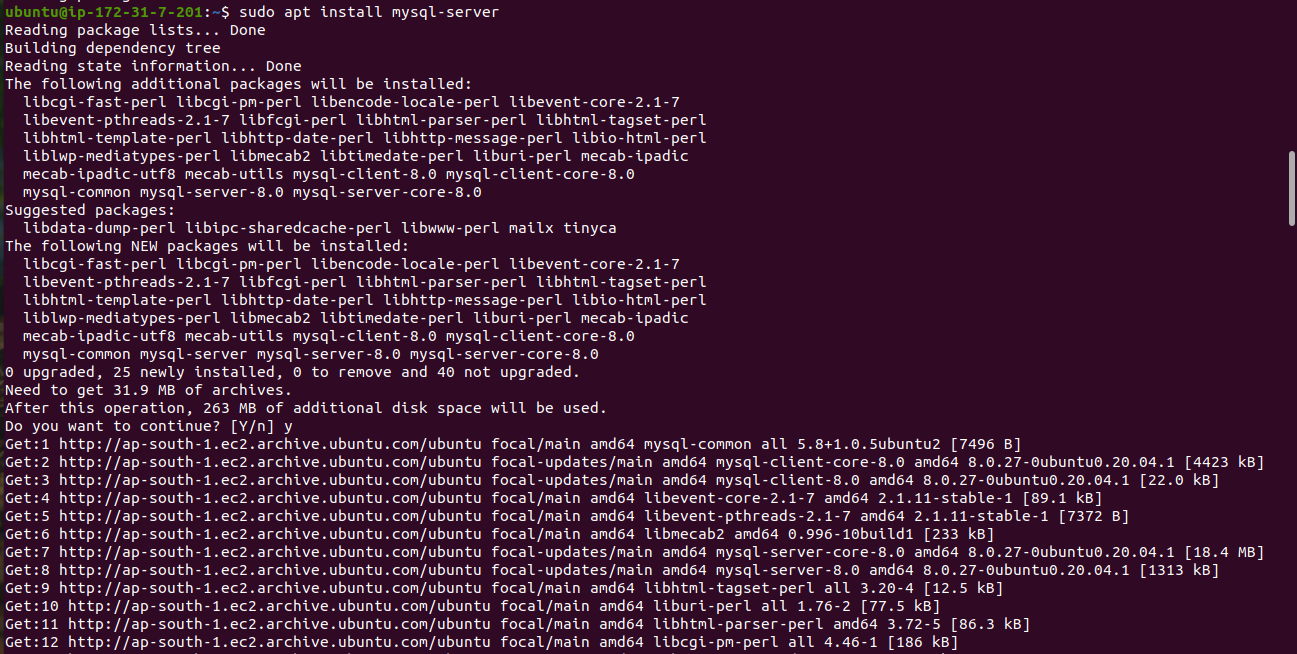 ubuntu@ip-172-31-7-201:~$ sudo apt install mysql-server
Reading package lists... Done
Building dependency tree
Reading state information... Done
The following additional packages will be installed:
  libcgi-fast-perl libcgi-pm-perl libencode-locale-perl libevent-core-2.1-7
  libevent-pthreads-2.1-7 libfcgi-perl libhtml-parser-perl libhtml-tagset-perl
  libhtml-template-perl libhttp-date-perl libhttp-message-perl libio-html-perl
  liblwp-mediatypes-perl libmecab2 libtimedate-perl liburi-perl mecab-ipadic
  mecab-ipadic-utf8 mecab-utils mysql-client-8.0 mysql-client-core-8.0
  mysql-common mysql-server-8.0 mysql-server-core-8.0
Suggested packages:
  libdata-dump-perl libipc-sharedcache-perl libwww-perl mailx tinyca
The following NEW packages will be installed:
  libcgi-fast-perl libcgi-pm-perl libencode-locale-perl libevent-core-2.1-7
  libevent-pthreads-2.1-7 libfcgi-perl libhtml-parser-perl libhtml-tagset-perl
  libhtml-template-perl libhttp-date-perl libhttp-message-perl libio-html-perl
  liblwp-mediatypes-perl libmecab2 libtimedate-perl liburi-perl mecab-ipadic
  mecab-ipadic-utf8 mecab-utils mysql-client-8.0 mysql-client-core-8.0
  mysql-common mysql-server mysql-server-8.0 mysql-server-core-8.0
0 upgraded, 25 newly installed, 0 to remove and 40 not upgraded.
Need to get 31.9 MB of archives.
After this operation, 263 MB of additional disk space will be used.
Do you want to continue? [Y/n] y
Get:1 http://ap-south-1.ec2.archive.ubuntu.com/ubuntu focal/main amd64 mysql-common all 5.8+1.0.5ubuntu2 [7496 B]
Get:2 http://ap-south-1.ec2.archive.ubuntu.com/ubuntu focal-updates/main amd64 mysql-client-core-8.0 amd64 8.0.27-0ubuntu0.20.04.1 [4423 kB]
Get:3 http://ap-south-1.ec2.archive.ubuntu.com/ubuntu focal-updates/main amd64 mysql-client-8.0 amd64 8.0.27-0ubuntu0.20.04.1 [22.0 kB]
Get:4 http://ap-south-1.ec2.archive.ubuntu.com/ubuntu focal/main amd64 libevent-core-2.1-7 amd64 2.1.11-stable-1 [89.1 kB]
Get:5 http://ap-south-1.ec2.archive.ubuntu.com/ubuntu focal/main amd64 libevent-pthreads-2.1-7 amd64 2.1.11-stable-1 [7372 B]
Get:6 http://ap-south-1.ec2.archive.ubuntu.com/ubuntu focal/main amd64 libmecab2 amd64 0.996-10build1 [233 kB]
Get:7 http://ap-south-1.ec2.archive.ubuntu.com/ubuntu focal-updates/main amd64 mysql-server-core-8.0 amd64 8.0.27-0ubuntu0.20.04.1 [18.4 MB]
Get:8 http://ap-south-1.ec2.archive.ubuntu.com/ubuntu focal-updates/main amd64 mysql-server-8.0 amd64 8.0.27-0ubuntu0.20.04.1 [1313 kB]
Get:9 http://ap-south-1.ec2.archive.ubuntu.com/ubuntu focal/main amd64 libhtml-tagset-perl all 3.20-4 [12.5 kB]
Get:10 http://ap-south-1.ec2.archive.ubuntu.com/ubuntu focal/main amd64 liburi-perl all 1.76-2 [77.5 kB]
Get:11 http://ap-south-1.ec2.archive.ubuntu.com/ubuntu focal/main amd64 libhtml-parser-perl amd64 3.72-5 [86.3 kB]
Get:12 http://ap-south-1.ec2.archive.ubuntu.com/ubuntu focal/main amd64 libcgi-pm-perl all 4.46-1 [186 kB]